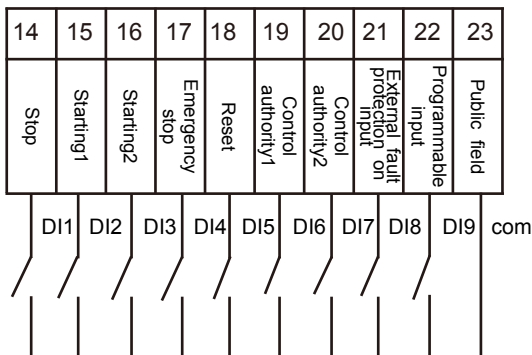 14 15 16 17 18 19 20 21 22 23
Stop
Starting1
Starting2
Emergency
stop
Reset
Control
authority1
Control
authority2
External fault
protection on
input
Programmable
input
Public field
DI1 DI2 DI3 DI4 DI5 DI6 DI7 DI8 DI9 com